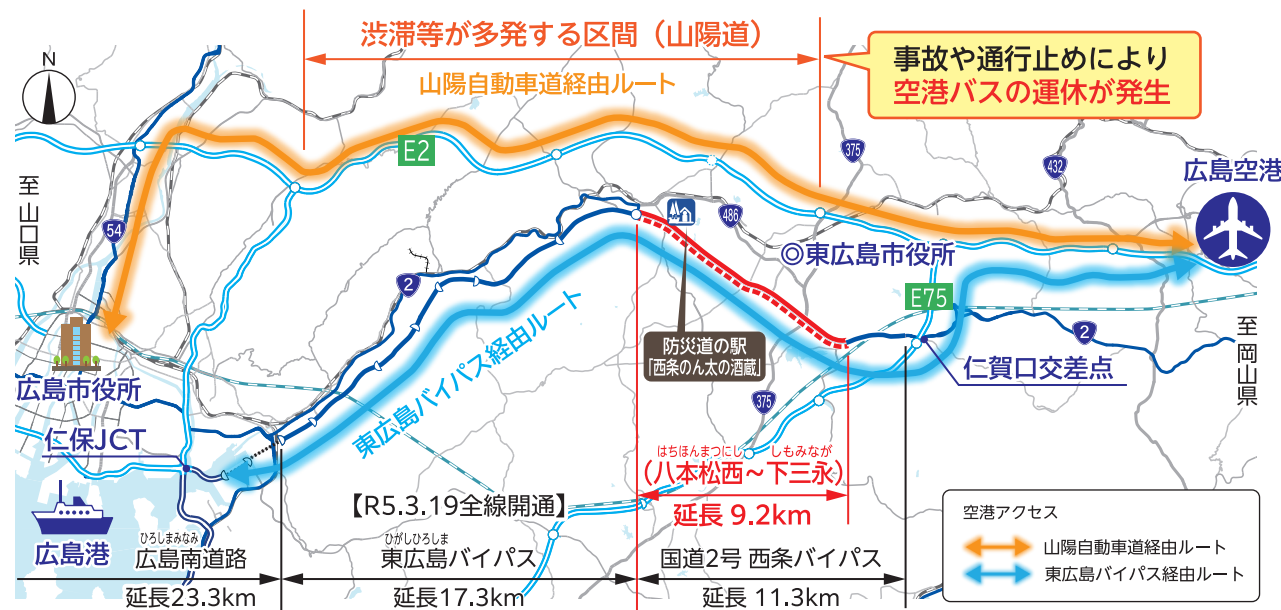 渋滞等が多発する区間（山陽道）
山陽自動車道経由ルート
事故や通行止めにより
空港バスの運休が発生
N
E2
至 山口県
54
375
432
486
広島空港
◎東広島市役所
2
E75
防災道の駅
「西条のん太の酒蔵」
東広島バイパス経由ルート
2
仁賀口交差点
至 岡山県
広島市役所
375
仁保JCT
はちほんまつにし しもみなが
（八本松西～下三永）
延長 9.2km
【R5.3.19全線開通】
広島港
ひろしまみなみ
広島南道路
延長23.3km
ひがしひろしま
東広島バイパス
延長17.3km
国道2号 西条バイパス
延長 11.3km
空港アクセス
山陽自動車道経由ルート
東広島バイパス経由ルート